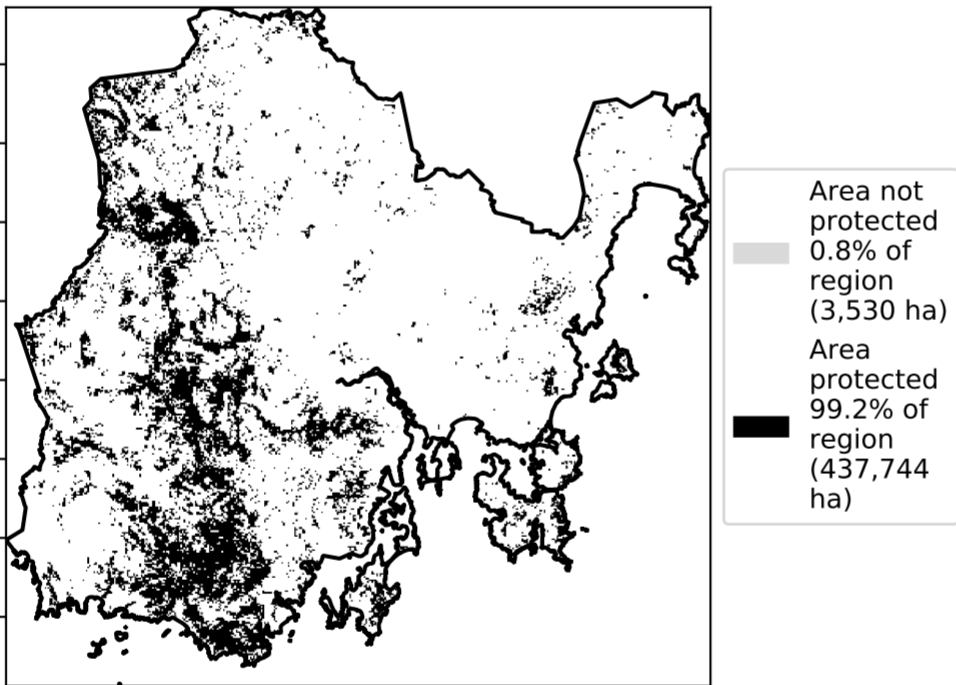 Area not
protected
0.8% of
region
(3,530 ha)
Area
protected
99.2% of
region
(437,744
ha)